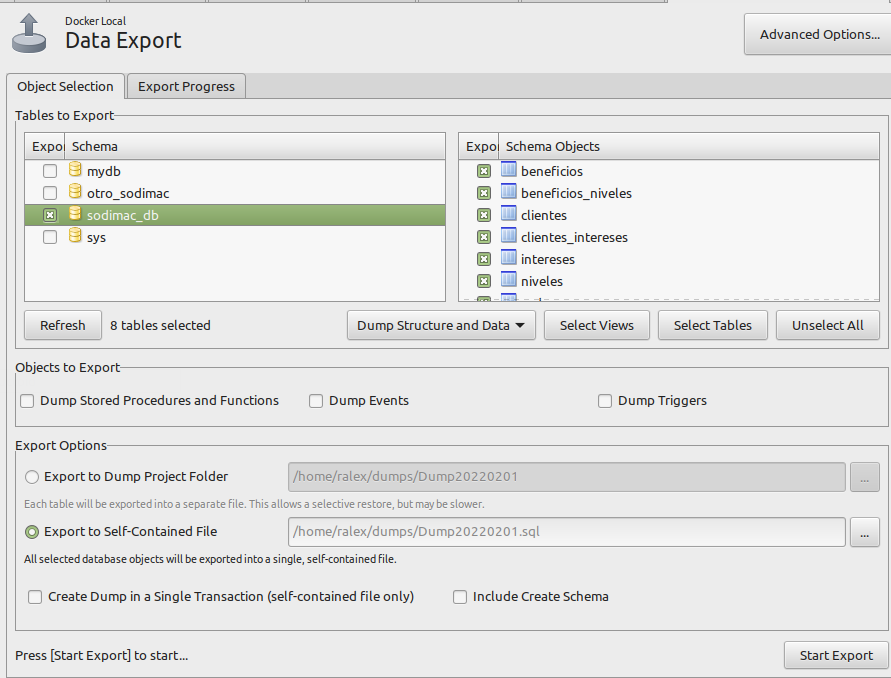 Docker Local
Data Export
Advanced Options...
Object Selection
Export Progress
Tables to Export
Expo Schema
mydb
otro_sodimac
sodimac_db
sys
Expo Schema Objects
beneficios
beneficios_niveles
clientes
clientes_intereses
intereses
niveles
Refresh
8 tables selected
Dump Structure and Data
Select Views
Select Tables
Unselect All
Objects to Export
Dump Stored Procedures and Functions
Dump Events
Dump Triggers
Export Options
Export to Dump Project Folder
/home/ralex/dumps/Dump20220201
...
Each table will be exported into a separate file. This allows a selective restore, but may be slower.
Export to Self-Contained File
/home/ralex/dumps/Dump20220201.sql
...
All selected database objects will be exported into a single, self-contained file.
Create Dump in a Single Transaction (self-contained file only)
Include Create Schema
Press [Start Export] to start...
Start Export